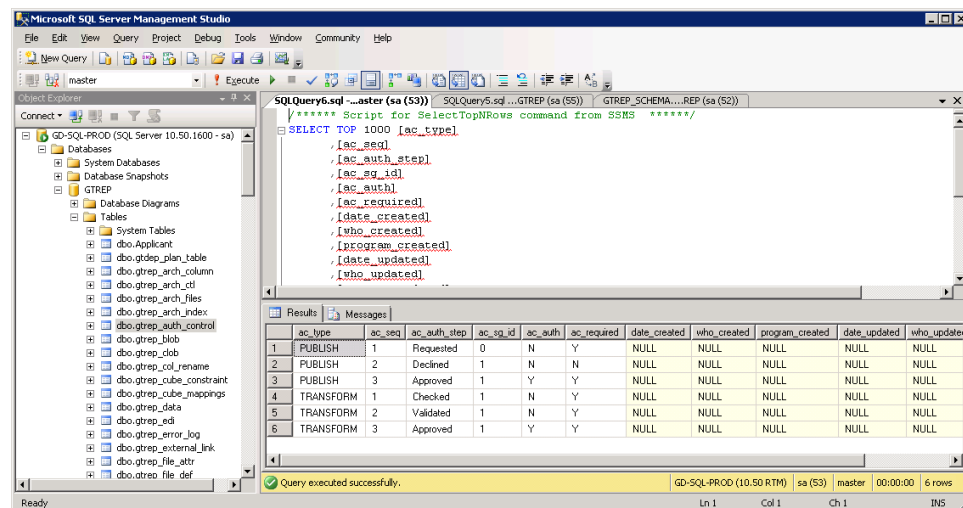 Microsoft SQL Server Management Studio
File Edit View Query Project Debug Tools Window Community Help
New Query
master Execute
Object Explorer
Connect
GD-SQL-PROD (SQL Server 10.50.1600 - sa)
Databases
System Databases
Database Snapshots
GTREP
Database Diagrams
Tables
System Tables
dbo.Applicant
dbo.gtdep_plan_table
dbo.gtrep_arch_column
dbo.gtrep_arch_ctl
dbo.gtrep_arch_files
dbo.gtrep_arch_index
dbo.gtrep_auth_control
dbo.gtrep_blob
dbo.gtrep_clob
dbo.gtrep_col_rename
dbo.gtrep_cube_constraint
dbo.gtrep_cube_mappings
dbo.gtrep_data
dbo.gtrep_edi
dbo.gtrep_error_log
dbo.gtrep_external_link
dbo.gtrep_file_attr
dbo.gtrep_file_def
SQLQuery6.sql -...aster (sa (53)) SQLQuery5.sql ...GTREP (sa (55)) GTREP_SCHEMA....REP (sa (52))
/****** Script for SelectTopNRows command from SSMS ******/
SELECT TOP 1000 [ac_type]
,[ac_seq]
,[ac_auth_step]
,[ac_sg_id]
,[ac_auth]
,[ac_required]
,[date_created]
,[who_created]
,[program_created]
,[date_updated]
,[who_updated]
Results Messages
ac_type ac_seq ac_auth_step ac_sg_id ac_auth ac_required date_created who_created program_created date_updated who_update
1 PUBLISH 1 Requested 0 N Y NULL NULL NULL NULL NULL
2 PUBLISH 2 Declined 1 N N NULL NULL NULL NULL NULL
3 PUBLISH 3 Approved 1 Y Y NULL NULL NULL NULL NULL
4 TRANSFORM 1 Checked 1 N Y NULL NULL NULL NULL NULL
5 TRANSFORM 2 Validated 1 N Y NULL NULL NULL NULL NULL
6 TRANSFORM 3 Approved 1 Y Y NULL NULL NULL NULL NULL
Query executed successfully. GD-SQL-PROD (10.50 RTM) sa (53) master 00:00:00 6 rows
Ready Ln 1 Col 1 Ch 1 INS